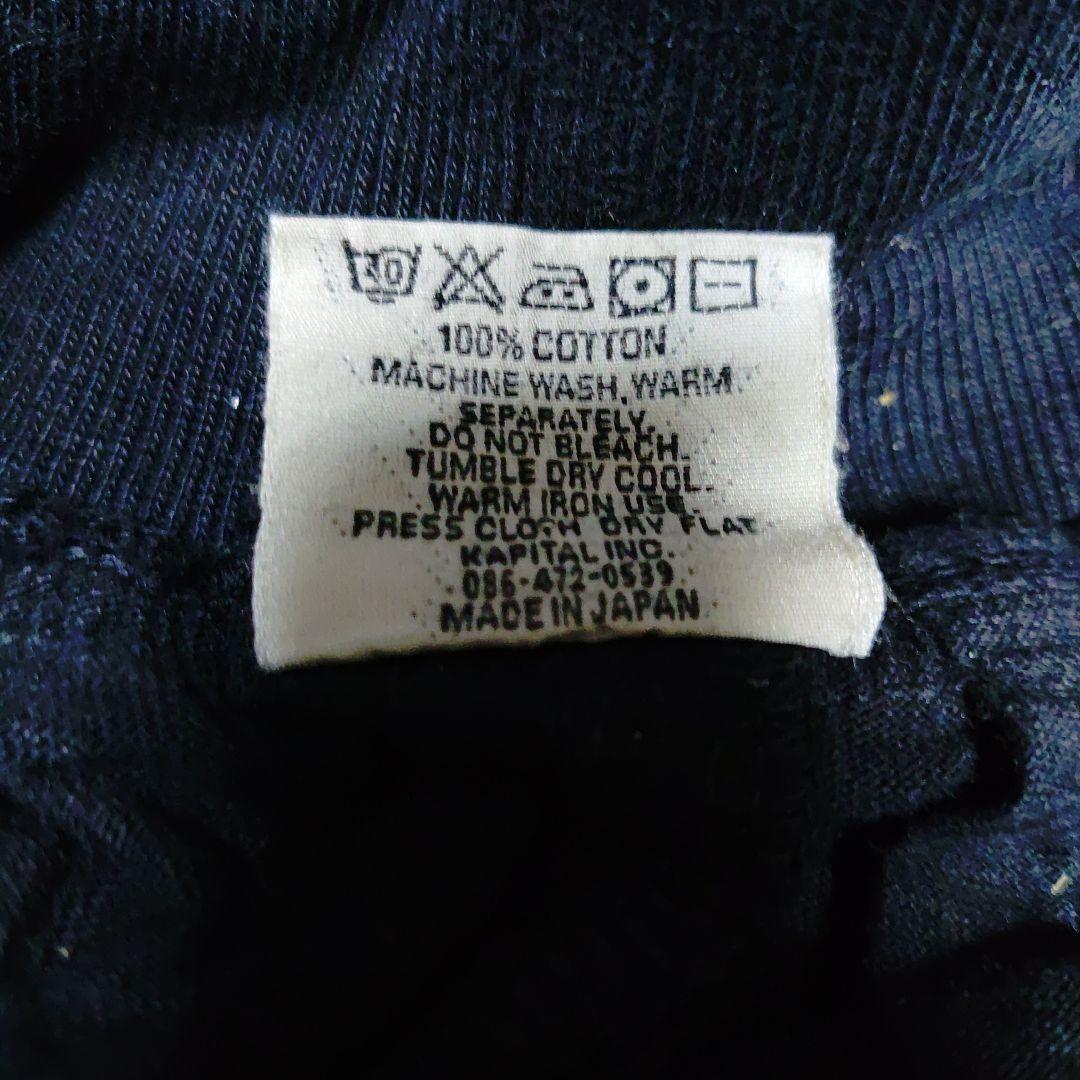 30
100% COTTON
MACHINE WASH, WARM
SEPARATELY.
DO NOT BLEACH.
TUMBLE DRY COOL.
WARM IRON USE.
PRESS CLOTH DRY FLAT
KAPITAL INC.
086-472-0539
MADE IN JAPAN